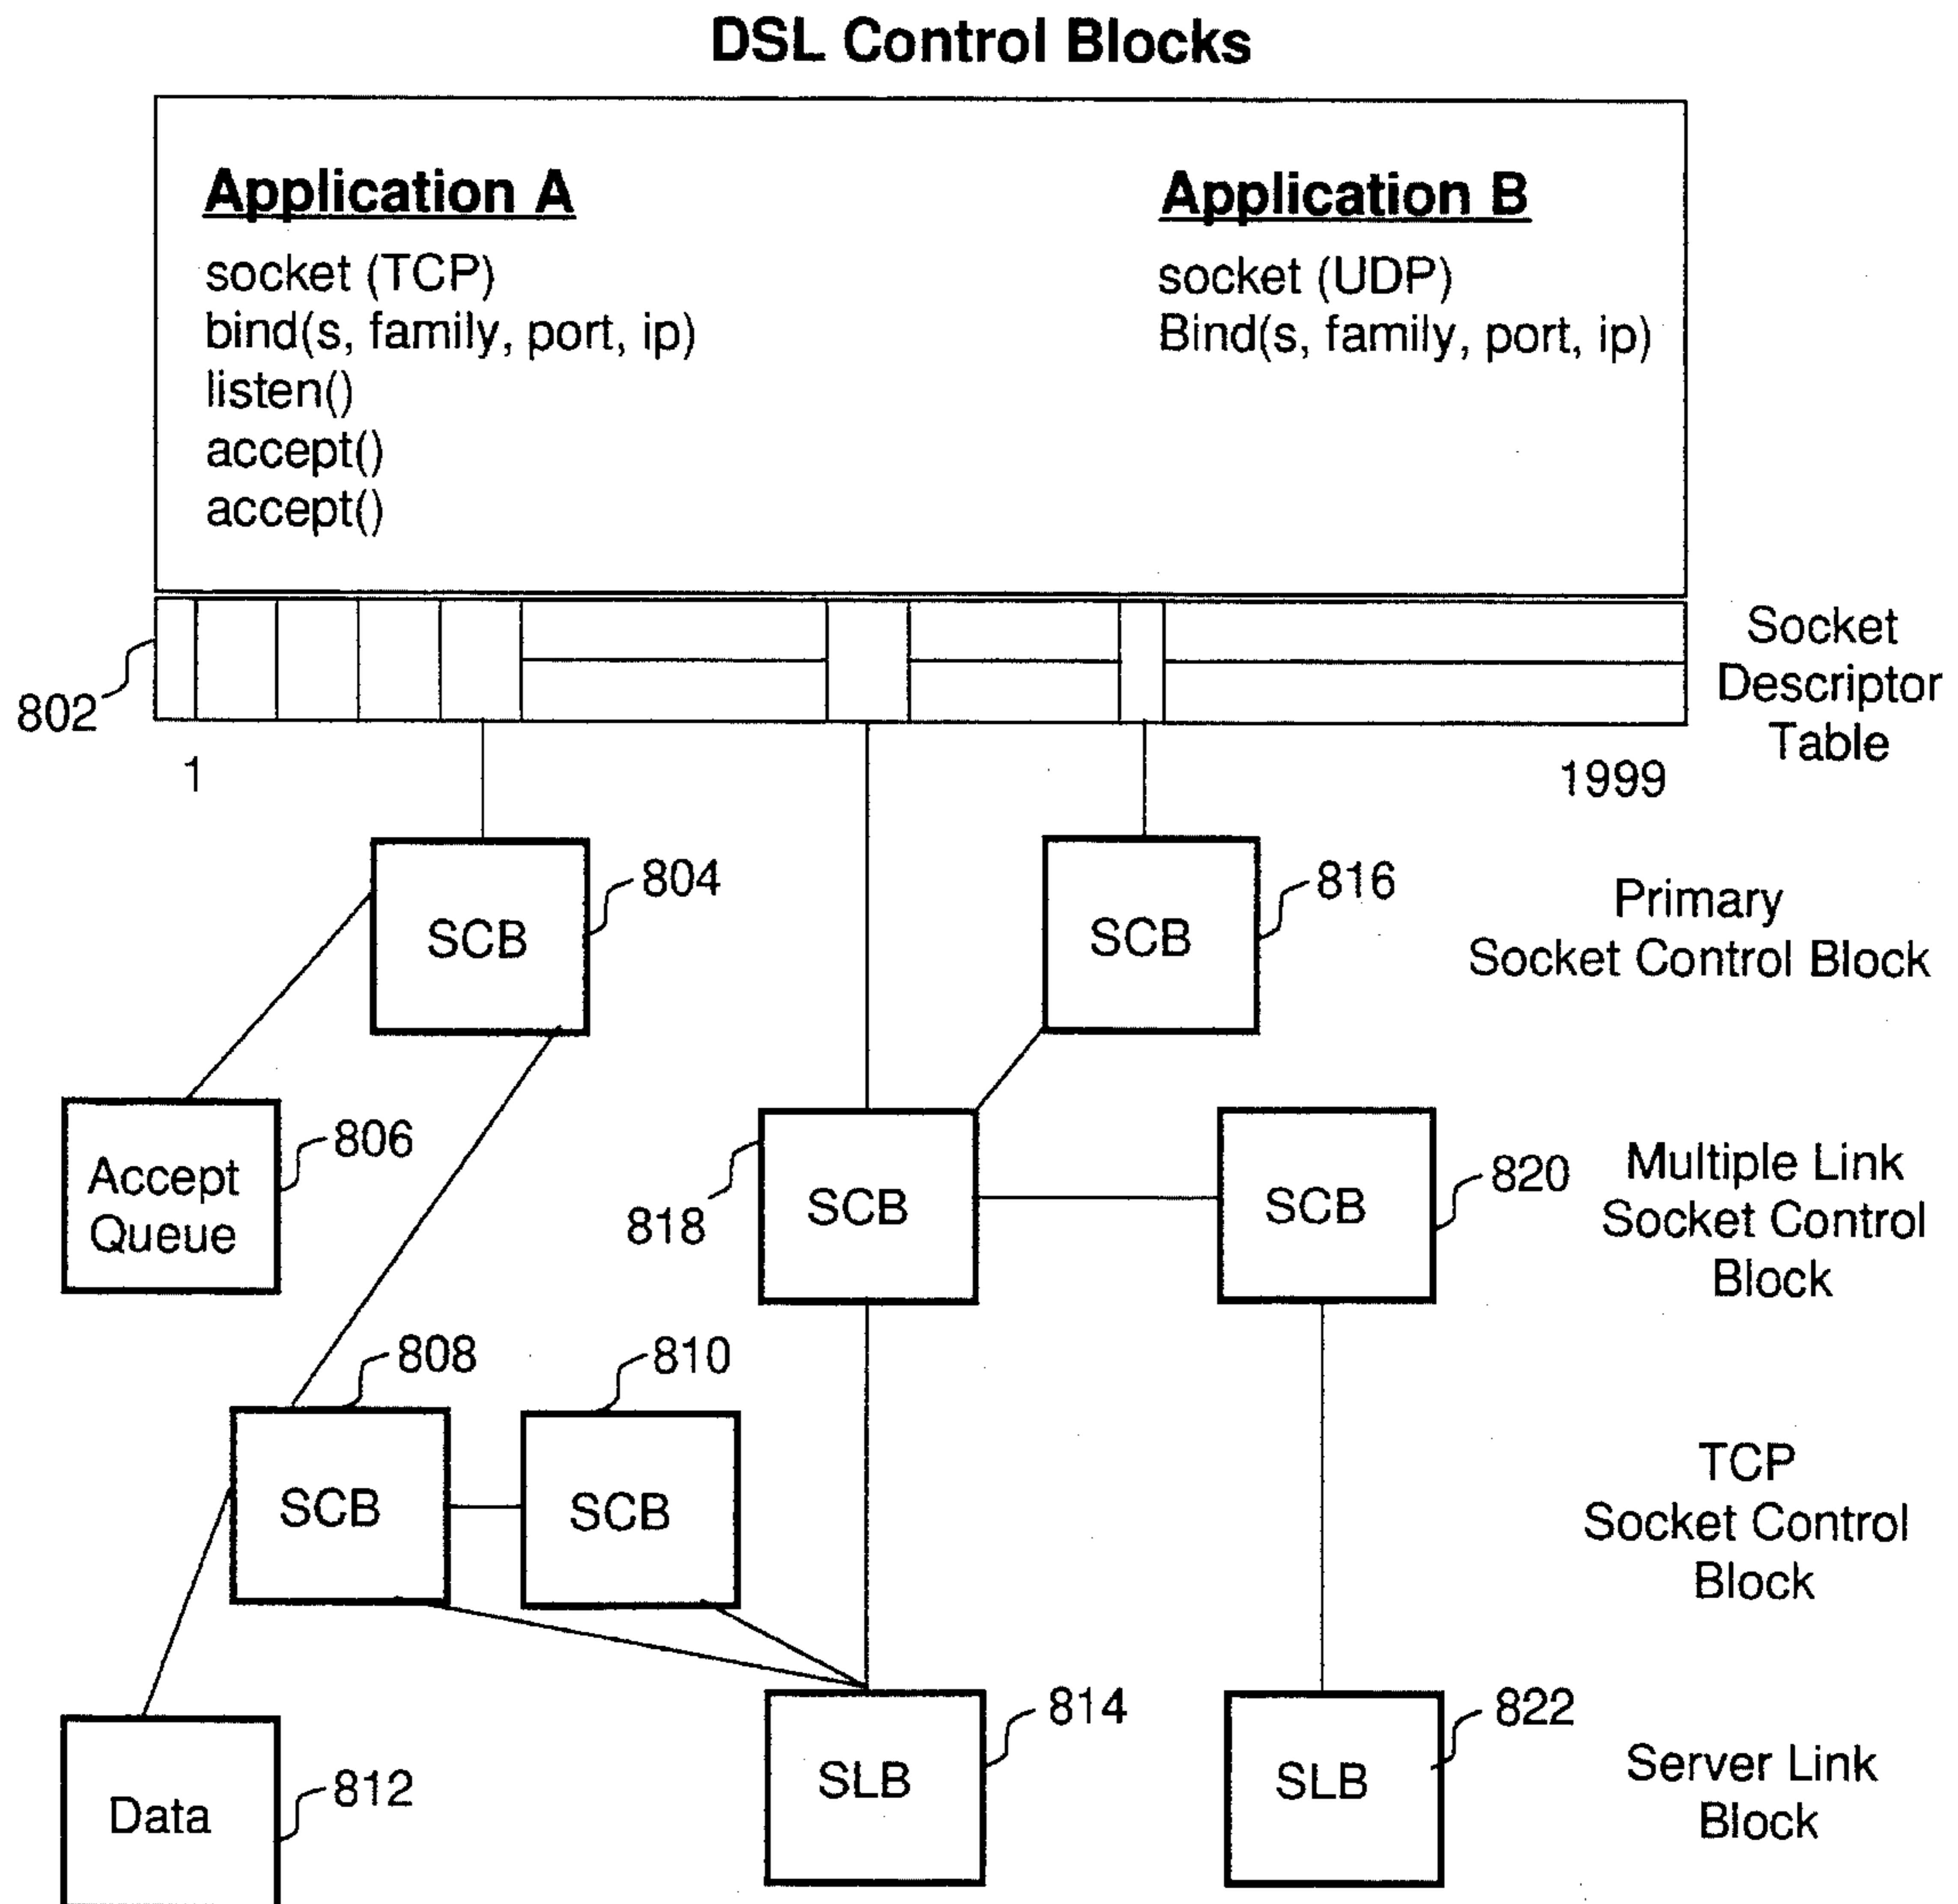 DSL Control Blocks
Application A
socket (TCP)
bind(s, family, port, ip)
listen()
accept()
accept()
Application B
socket (UDP)
Bind(s, family, port, ip)
802
Socket
Descriptor
Table
1
1999
SCB
804
SCB
816
Primary
Socket Control Block
Accept
Queue
806
818
SCB
SCB
820
Multiple Link
Socket Control
Block
808
810
SCB
SCB
TCP
Socket Control
Block
Data
812
SLB
814
SLB
822
Server Link
Block